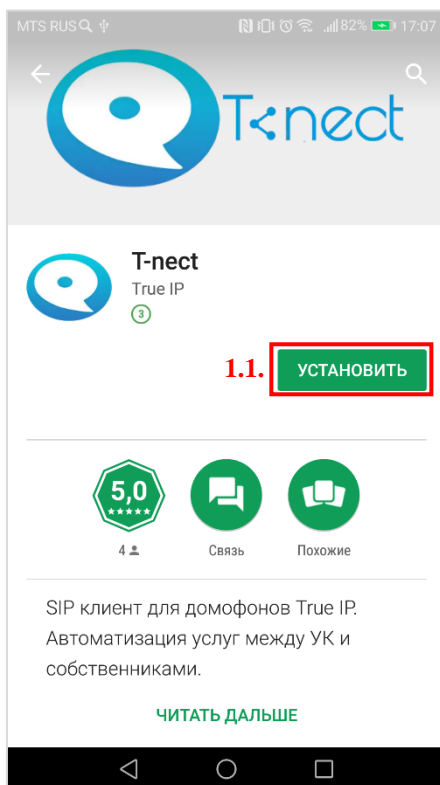 MTS RUS 82% 17:07
T-nect
T-nect
True IP
3
1.1. УСТАНОВИТЬ
5,0
4 Связь Похожие
SIP клиент для домофонов True IP.
Автоматизация услуг между УК и
собственниками.
ЧИТАТЬ ДАЛЬШЕ